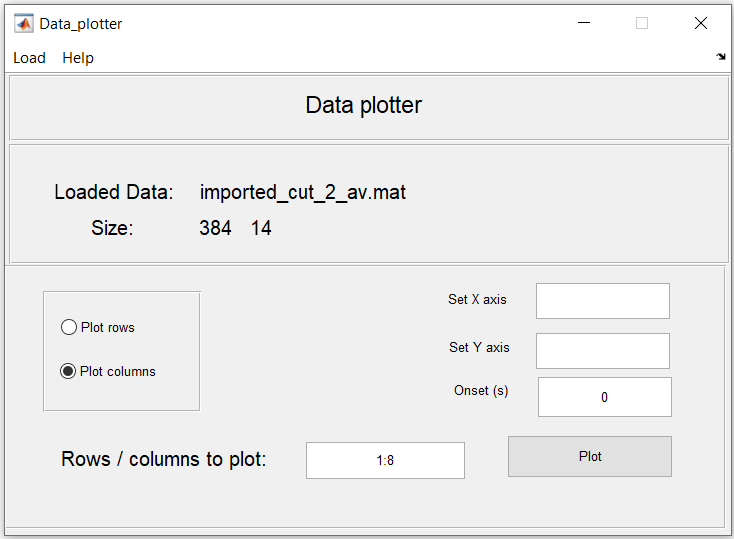 Data_plotter
Load Help
Data plotter
Loaded Data: imported_cut_2_av.mat
Size: 384 14
Set X axis
Plot rows
Set Y axis
Plot columns
Onset (s) 0
Rows / columns to plot: 1:8 Plot